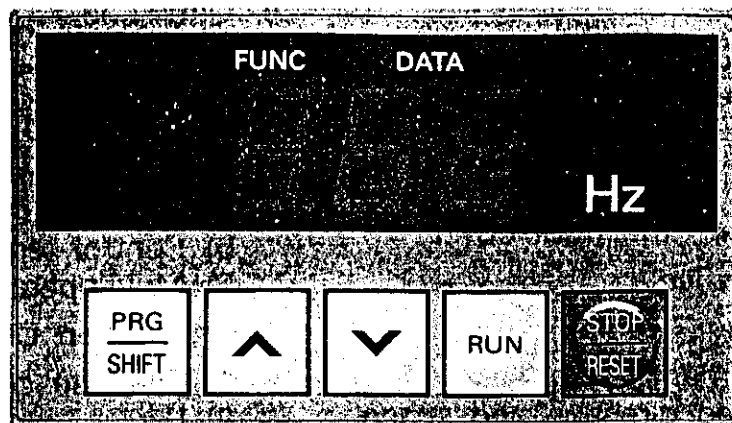 FUNC DATA
Hz
PRG
SHIFT
RUN
STOP
RESET